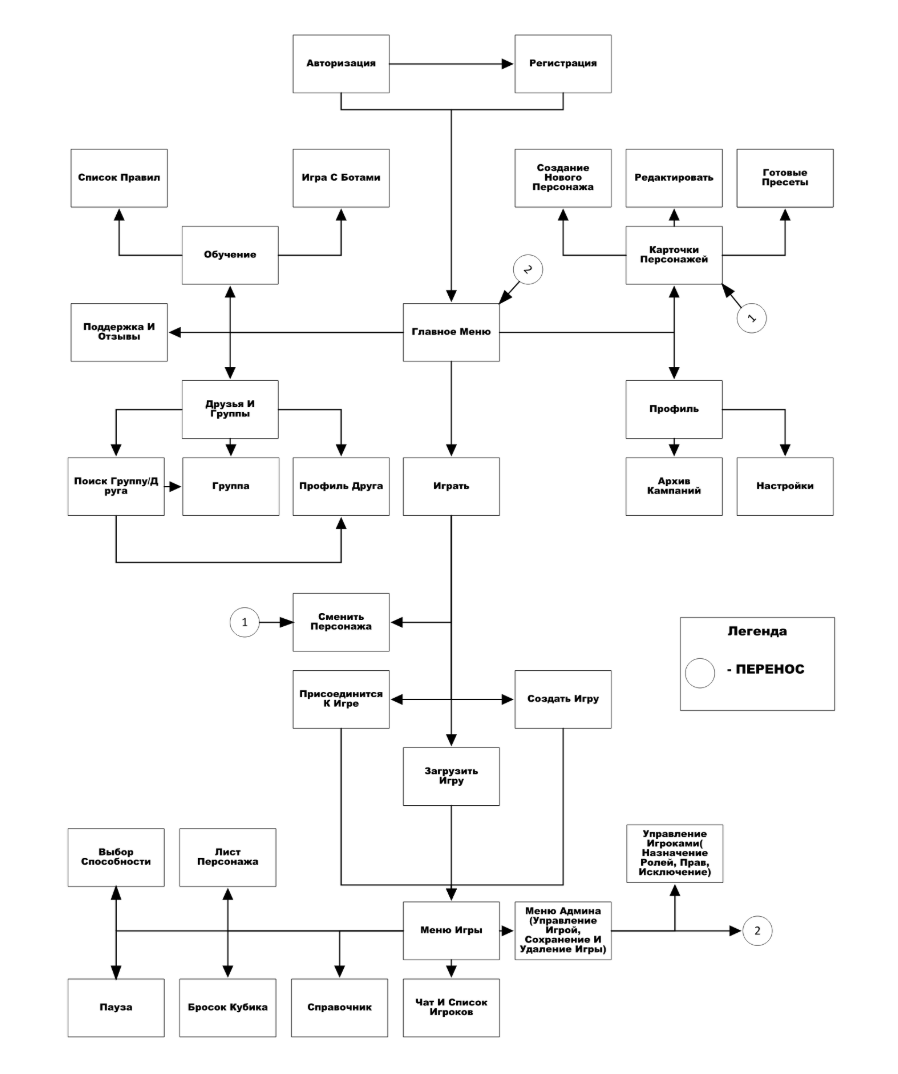 Авторизация
Регистрация
Список Правил
Игра С Ботами
Создание
Нового
Персонажа
Редактировать
Готовые
Пресеты
Обучение
Карточки
Персонажей
2
1
Поддержка И
Отзывы
Главное Меню
Друзья И
Группы
Профиль
Поиск Группу/Д
руга
Группа
Профиль Друга
Играть
Архив
Кампаний
Настройки
1
Сменить
Персонажа
Легенда
- ПЕРЕНОС
Присоединится
К Игре
Создать Игру
Загрузить
Игру
Выбор
Способности
Лист
Персонажа
Управление
Игроками(
Назначение
Ролей, Прав,
Исключение)
Меню Игры
Меню Админа
(Управление
Игрой,
Сохранение И
Удаление Игры)
2
Пауза
Бросок Кубика
Справочник
Чат И Список
Игроков